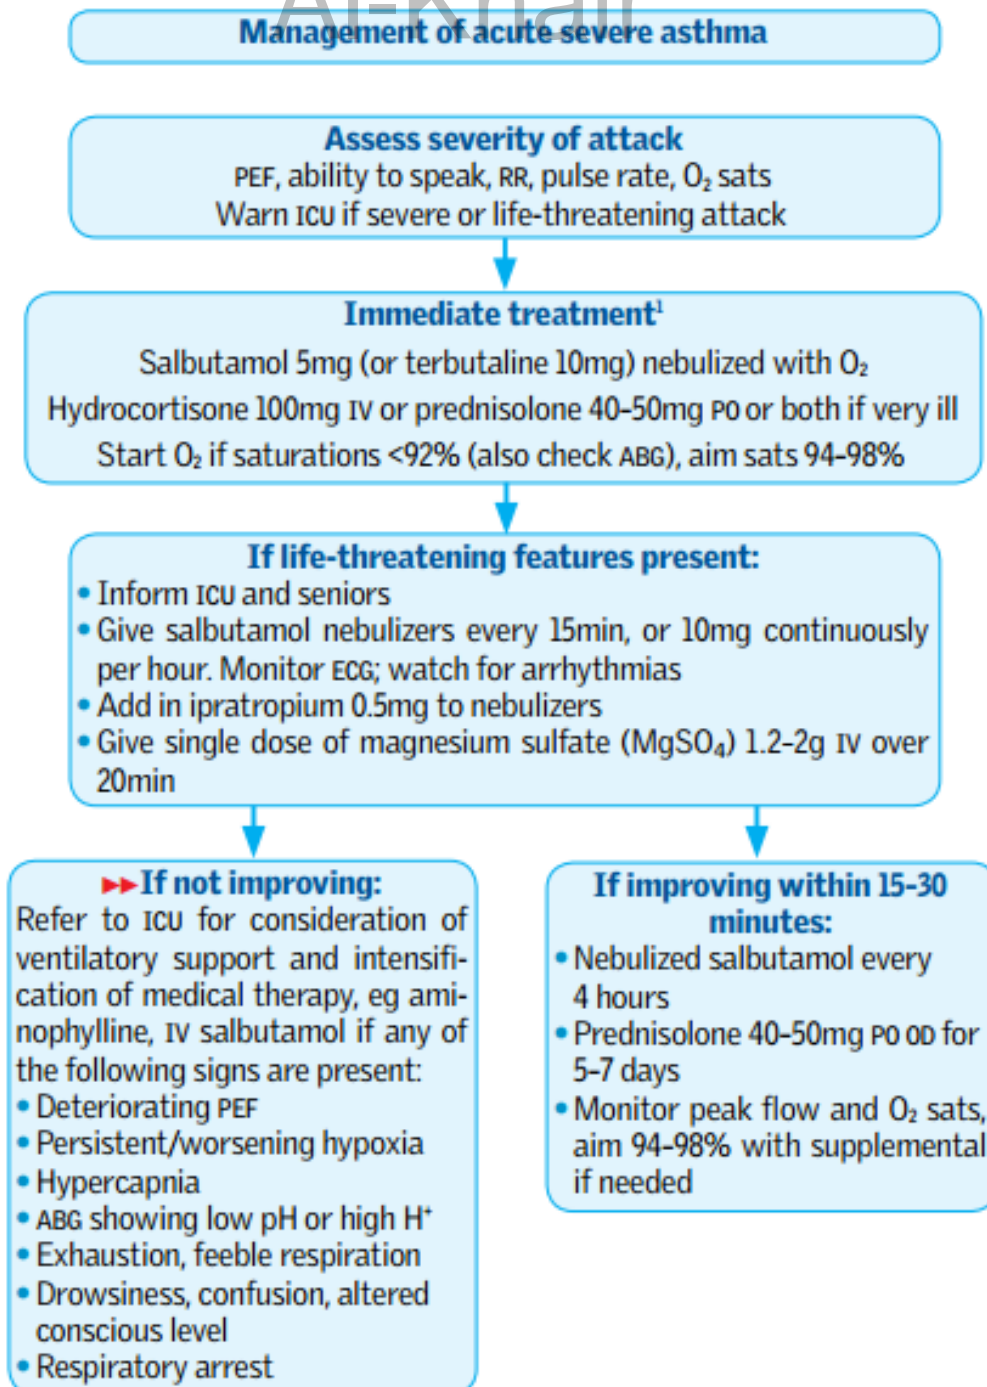 Al-Khair
Management of acute severe asthma
Assess severity of attack
PEF, ability to speak, RR, pulse rate, O₂ sats
Warn ICU if severe or life-threatening attack
Immediate treatment¹
Salbutamol 5mg (or terbutaline 10mg) nebulized with O₂
Hydrocortisone 100mg IV or prednisolone 40–50mg PO or both if very ill
Start O₂ if saturations <92% (also check ABG), aim sats 94–98%
If life-threatening features present:
• Inform ICU and seniors
• Give salbutamol nebulizers every 15min, or 10mg continuously
per hour. Monitor ECG; watch for arrhythmias
• Add in ipratropium 0.5mg to nebulizers
• Give single dose of magnesium sulfate (MgSO₄) 1.2–2g IV over
20min
▶▶If not improving:
Refer to ICU for consideration of
ventilatory support and intensifi-
cation of medical therapy, eg ami-
nophylline, IV salbutamol if any of
the following signs are present:
• Deteriorating PEF
• Persistent/worsening hypoxia
• Hypercapnia
• ABG showing low pH or high H⁺
• Exhaustion, feeble respiration
• Drowsiness, confusion, altered
conscious level
• Respiratory arrest
If improving within 15-30
minutes:
• Nebulized salbutamol every
4 hours
• Prednisolone 40–50mg PO OD for
5–7 days
• Monitor peak flow and O₂ sats,
aim 94–98% with supplemental
if needed